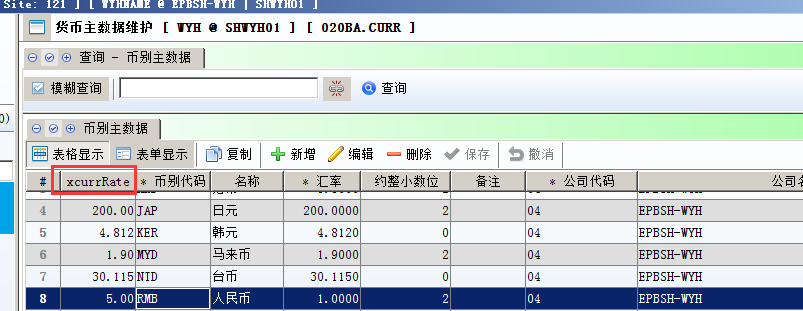 Site: 121 ] [ WYHNAME @ EPBSH-WYH | SHWYH01 ]
货币主数据维护 [ WYH @ SHWYH01 ] [ 020BA.CURR ]
查询 - 币别主数据
0)
模糊查询 查询
币别主数据
表格显示 表单显示 复制 新增 编辑 删除 保存 撤消
# xcurrRate * 币别代码 名称 * 汇率 约整小数位 备注 * 公司代码 公司名
4 200.00 JAP 日元 200.0000 2 04 EPBSH-WYH
5 4.812 KER 韩元 4.8120 0 04 EPBSH-WYH
6 1.90 MYD 马来币 1.9000 2 04 EPBSH-WYH
7 30.115 NID 台币 30.1150 0 04 EPBSH-WYH
8 5.00 RMB 人民币 1.0000 2 04 EPBSH-WYH